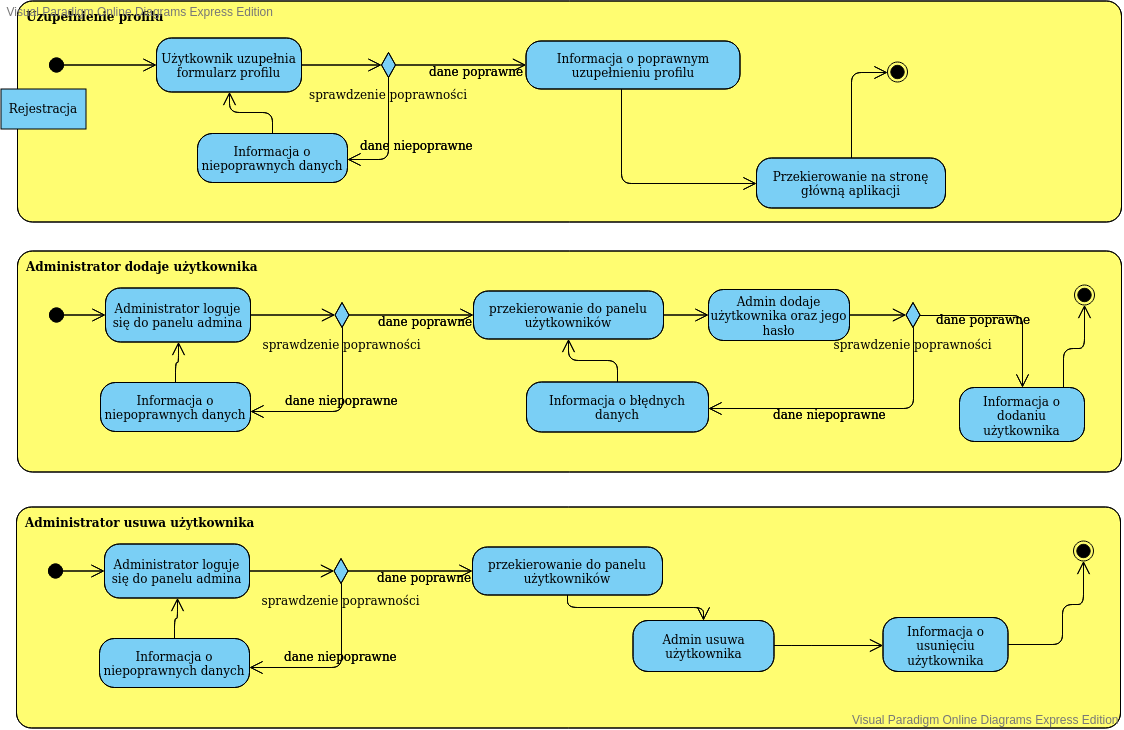 Visual Paradigm Online Diagrams Express Edition
Uzupełnienie profilu
Użytkownik uzupełnia
formularz profilu
dane poprawne
Informacja o poprawnym
uzupełnieniu profilu
sprawdzenie poprawności
Rejestracja
Informacja o
niepoprawnych danych
dane niepoprawne
Przekierowanie na stronę
główną aplikacji
Administrator dodaje użytkownika
Administrator loguje
się do panelu admina
dane poprawne
przekierowanie do panelu
użytkowników
Admin dodaje
użytkownika oraz jego
hasło
dane poprawne
sprawdzenie poprawności
sprawdzenie poprawności
Informacja o
niepoprawnych danych
dane niepoprawne
Informacja o błędnych
danych
dane niepoprawne
Informacja o
dodaniu
użytkownika
Administrator usuwa użytkownika
Administrator loguje
się do panelu admina
dane poprawne
przekierowanie do panelu
użytkowników
sprawdzenie poprawności
Informacja o
niepoprawnych danych
dane niepoprawne
Admin usuwa
użytkownika
Informacja o
usunięciu
użytkownika
Visual Paradigm Online Diagrams Express Edition